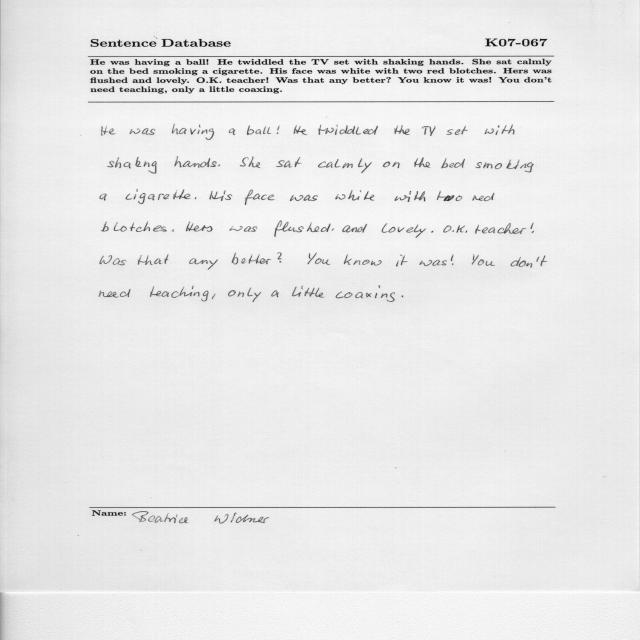 Sentence Database K07-067
He was having a ball! He twiddled the TV set with shaking hands. She sat calmly
on the bed smoking a cigarette. His face was white with two red blotches. Hers was
flushed and lovely. O.K. teacher! Was that any better? You know it was! You don't
need teaching, only a little coaxing.
He was having a ball! He twiddled the TV set with
shakng hands. She sat calmly on the bed smoking
a cigarette. His face was white with two red
blotches. Hers was flushed. and lovely. O.K. teacher!
Was that any better? You know it was! You don't
need teaching, only a little coaxing.
Name: Beatrice Widmer